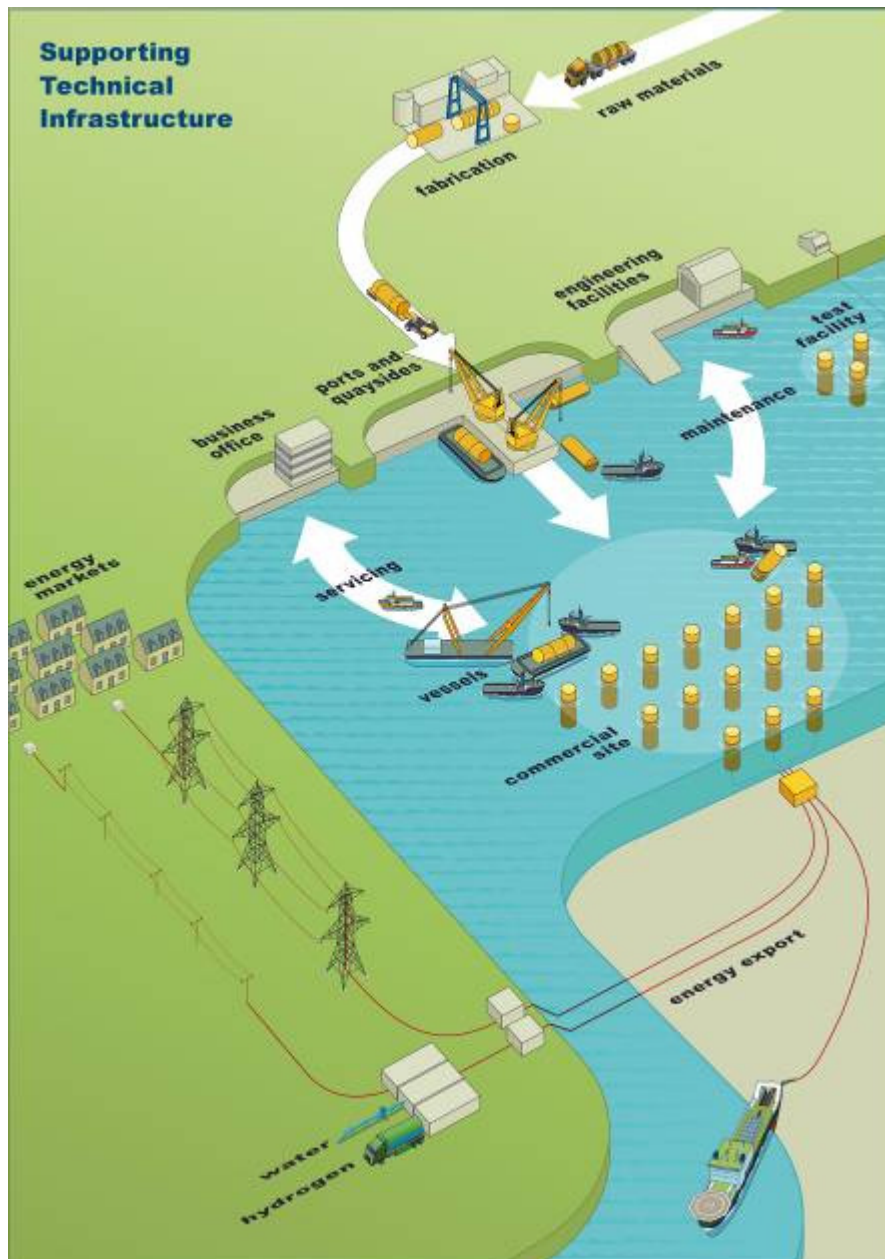 Supporting
Technical
Infrastructure
raw materials
fabrication
engineering
facilities
test
facility
ports and
quaysides
maintenance
business
office
servicing
energy
markets
vessels
commercial
site
energy export
water
hydrogen